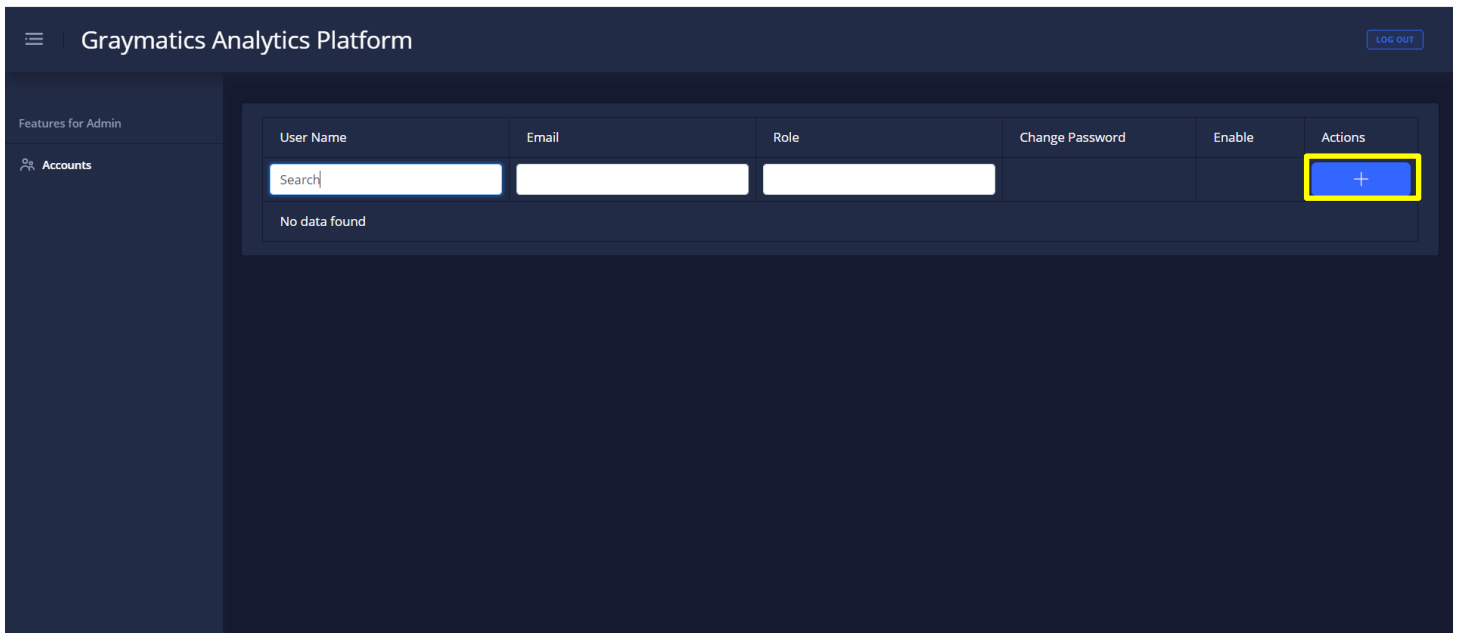 Graymatics Analytics Platform
LOG OUT
Features for Admin
Accounts
User Name Email Role Change Password Enable Actions
Search
No data found